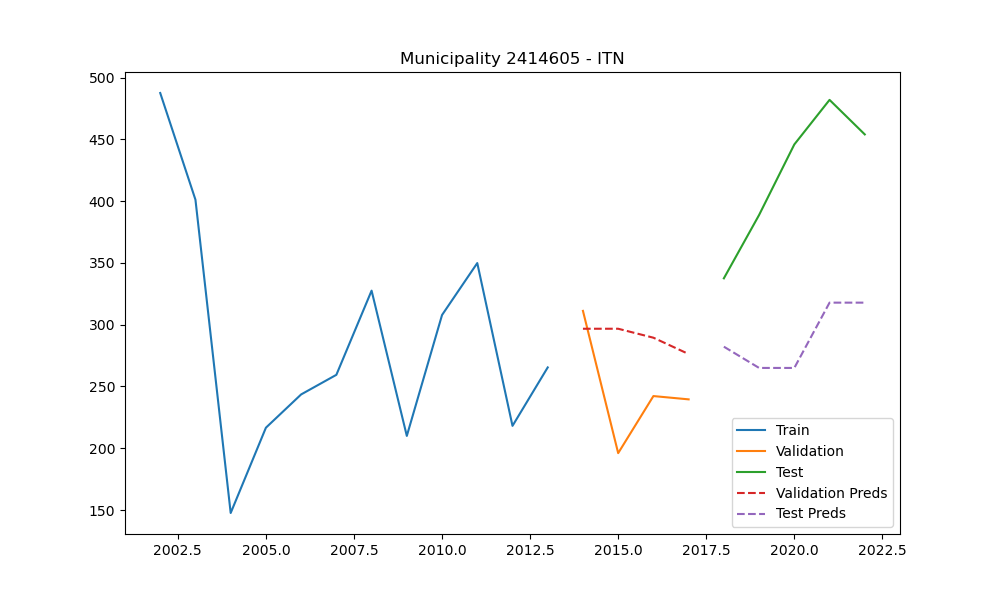 Municipality 2414605 - ITN
500
450
400
350
300
250
200
150
2002.5 2005.0 2007.5 2010.0 2012.5 2015.0 2017.5 2020.0 2022.5
Train
Validation
Test
Validation Preds
Test Preds